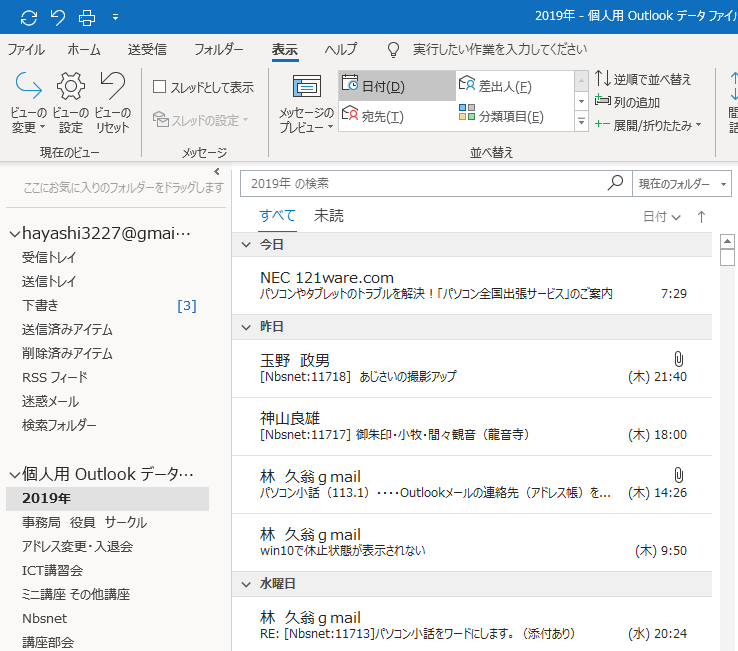 2019年 - 個人用 Outlook データ ファイル
ファイル ホーム 送受信 フォルダー 表示 ヘルプ 実行したい作業を入力してください
ビューの変更 ビューの設定 ビューのリセット
現在のビュー
スレッドとして表示
スレッドの設定
メッセージ
メッセージのプレビュー
日付(D) 差出人(F)
宛先(T) 分類項目(E)
逆順で並べ替え
列の追加
展開/折りたたみ
並べ替え
ここにお気に入りのフォルダーをドラッグします
hayashi3227@gmai…
受信トレイ
送信トレイ
下書き [3]
送信済みアイテム
削除済みアイテム
RSS フィード
迷惑メール
検索フォルダー
個人用 Outlook データ…
2019年
事務局 役員 サークル
アドレス変更・入退会
ICT講習会
ミニ講座 その他講座
Nbsnet
講座部会
2019年 の検索 現在のフォルダー
すべて 未読 日付
今日
NEC 121ware.com
パソコンやタブレットのトラブルを解決！「パソコン全国出張サービス」のご案内 7:29
昨日
玉野 政男
[Nbsnet:11718] あじさいの撮影アップ (木) 21:40
神山良雄
[Nbsnet:11717] 御朱印・小牧・間々観音（龍音寺） (木) 18:00
林 久翁ｇmail
パソコン小話（113.1）・・・・Outlookメールの連絡先（アドレス帳）を... (木) 14:26
林 久翁ｇmail
win10で休止状態が表示されない (木) 9:50
水曜日
林 久翁ｇmail
RE: [Nbsnet:11713]パソコン小話をワードにします。（添付あり） (水) 20:24